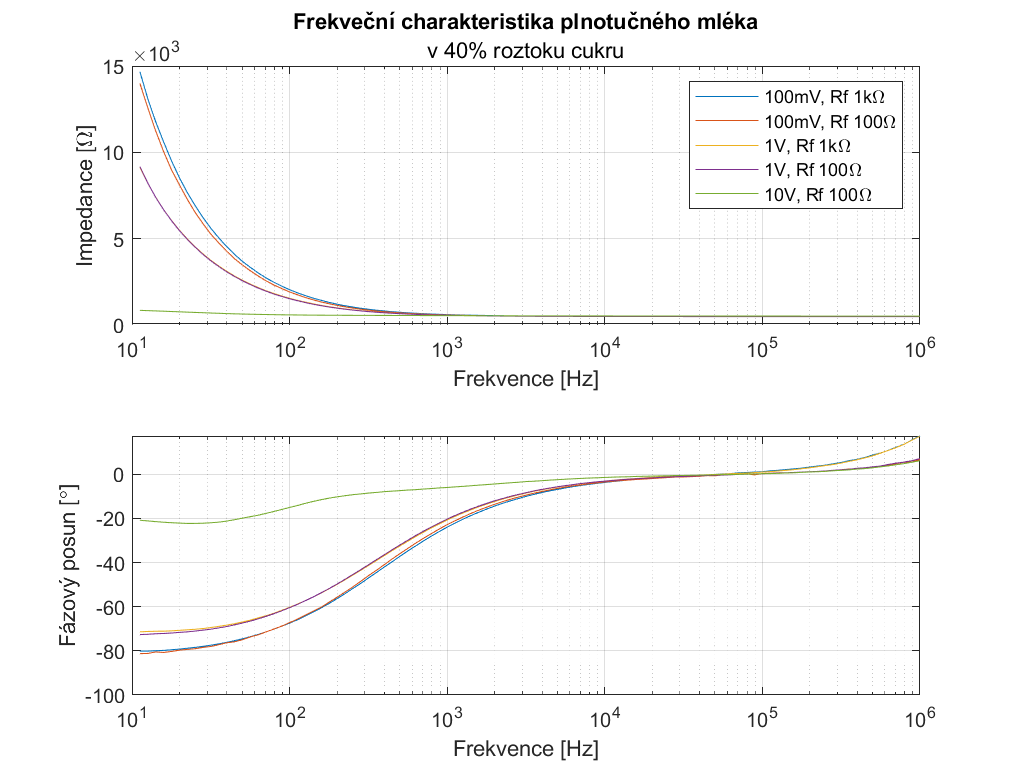 Frekveční charakteristika plnotučného mléka
v 40% roztoku cukru
×10³
15
10
5
0
Impedance [Ω]
100mV, Rf 1kΩ
100mV, Rf 100Ω
1V, Rf 1kΩ
1V, Rf 100Ω
10V, Rf 100Ω
10¹ 10² 10³ 10⁴ 10⁵ 10⁶
Frekvence [Hz]
0
-20
-40
-60
-80
-100
Fázový posun [°]
10¹ 10² 10³ 10⁴ 10⁵ 10⁶
Frekvence [Hz]